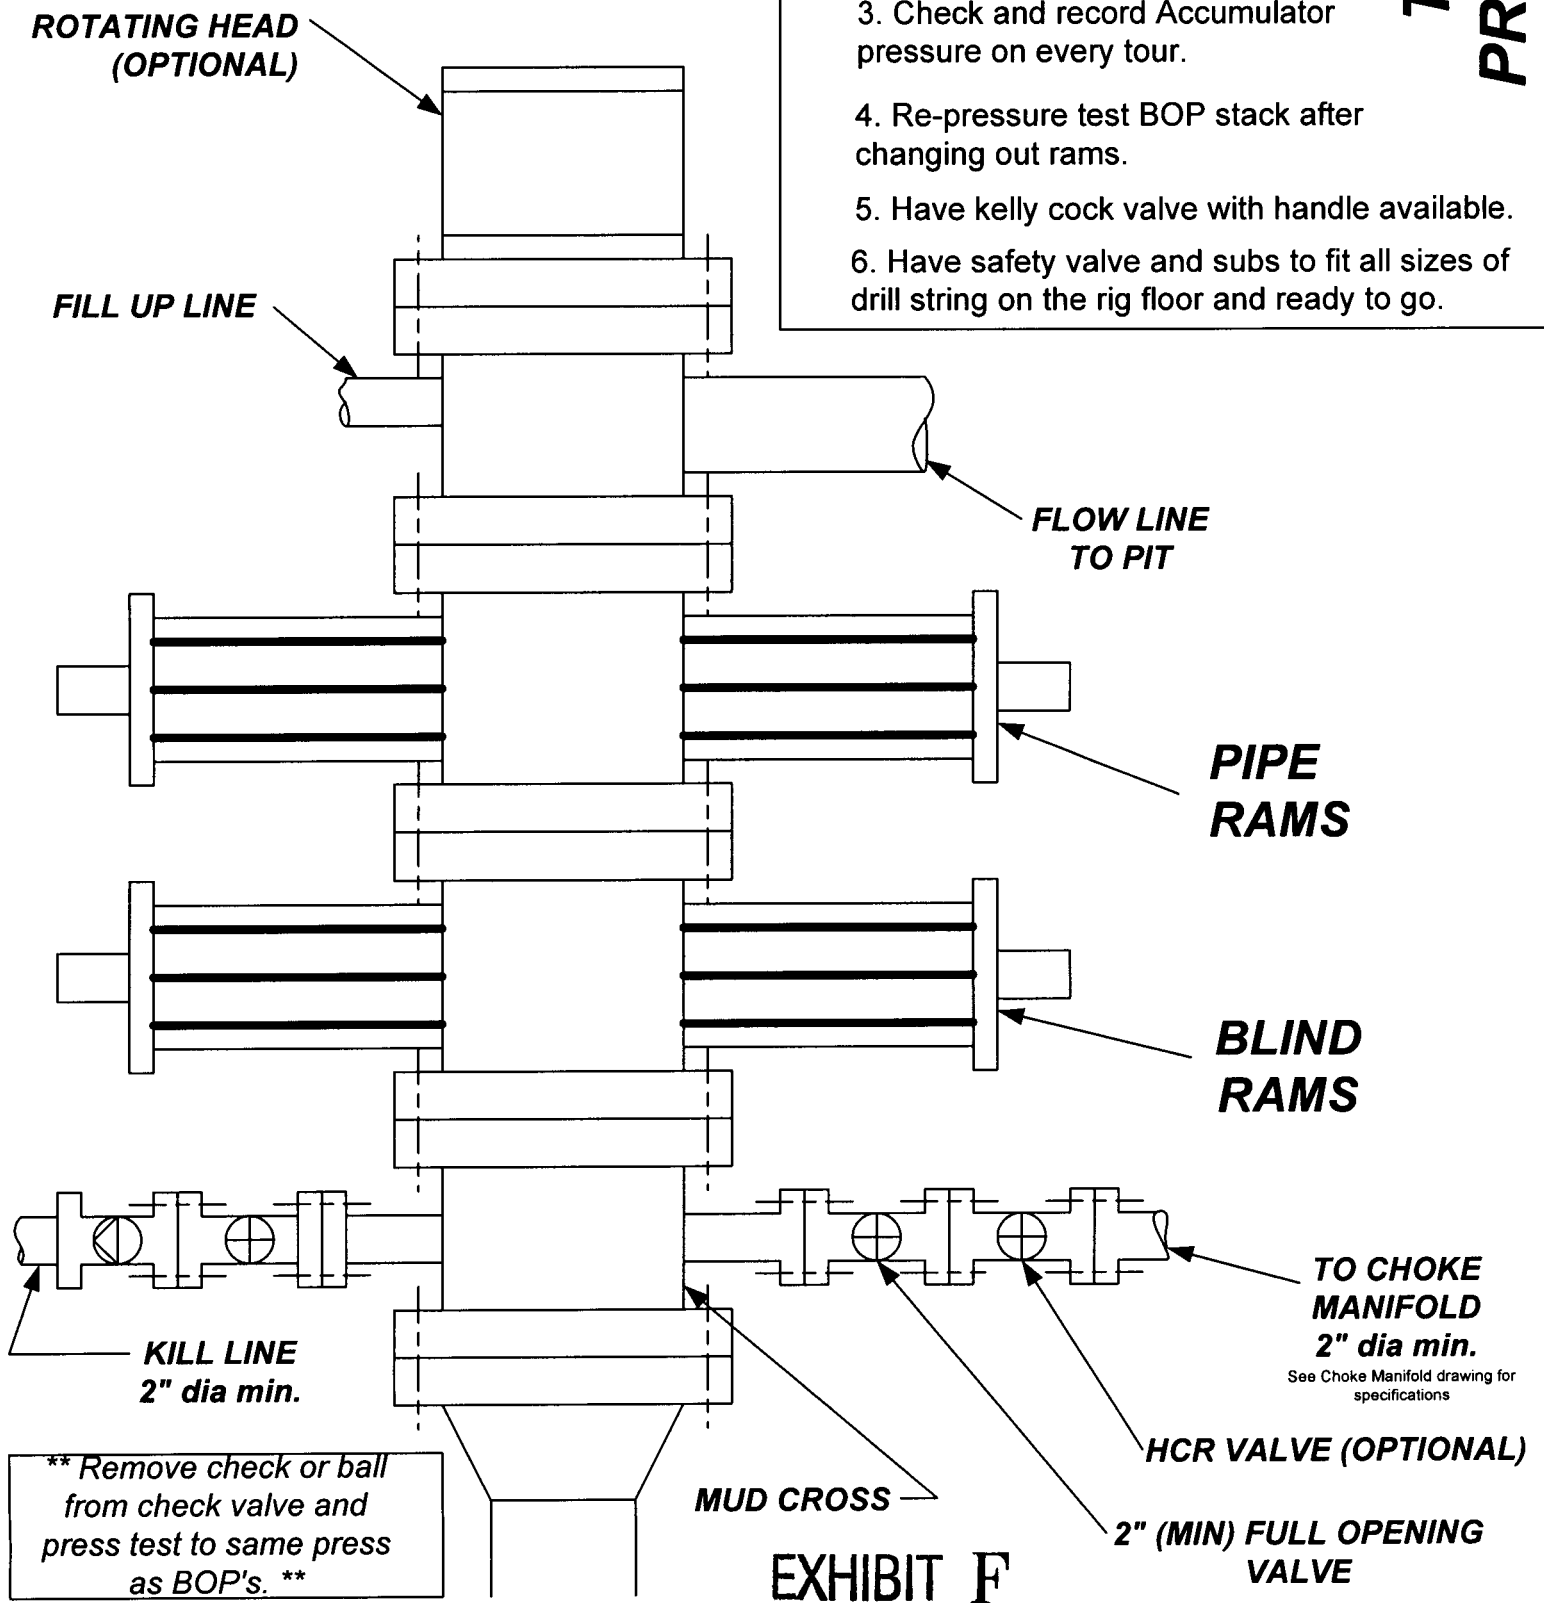 ROTATING HEAD
(OPTIONAL)
3. Check and record Accumulator
pressure on every tour.
4. Re-pressure test BOP stack after
changing out rams.
5. Have kelly cock valve with handle available.
6. Have safety valve and subs to fit all sizes of
drill string on the rig floor and ready to go.
FILL UP LINE
FLOW LINE
TO PIT
PIPE
RAMS
BLIND
RAMS
TO CHOKE
MANIFOLD
2" dia min.
See Choke Manifold drawing for
specifications
KILL LINE
2" dia min.
HCR VALVE (OPTIONAL)
** Remove check or ball
from check valve and
press test to same press
as BOP's. **
MUD CROSS
2" (MIN) FULL OPENING
VALVE
EXHIBIT F